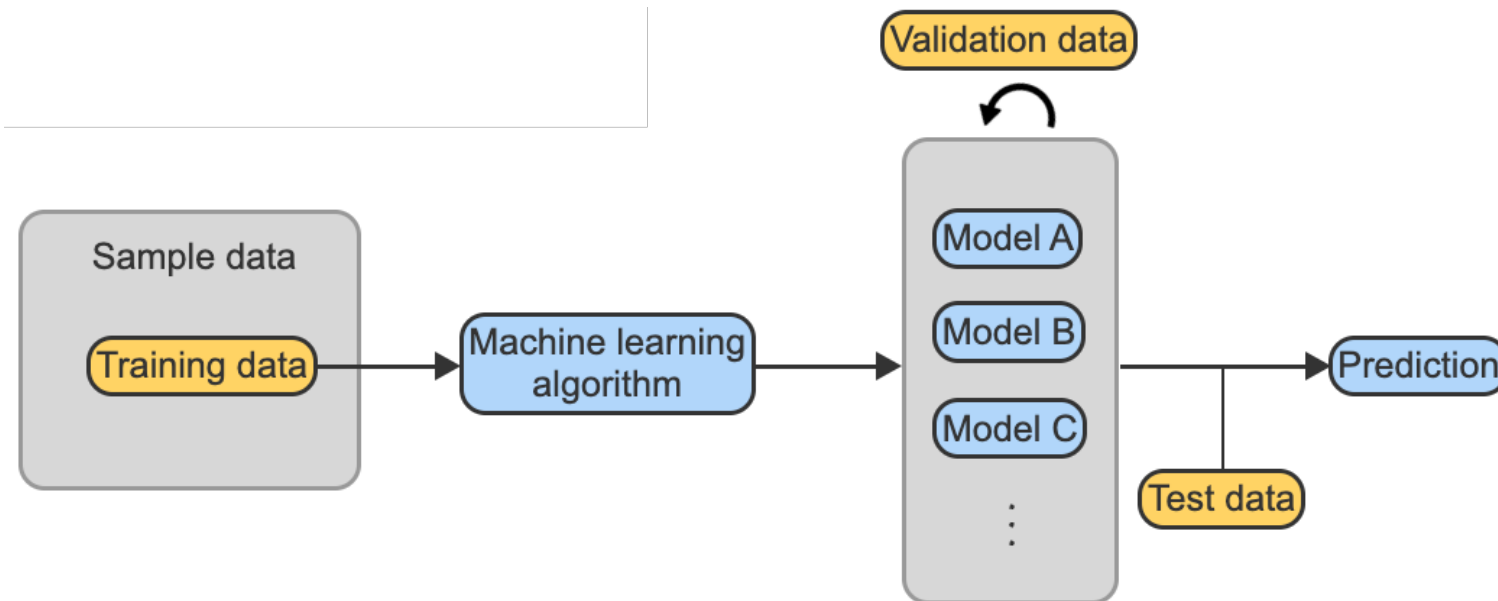 Validation data
Sample data
Training data
Machine learning
algorithm
Model A
Model B
Model C
Prediction
Test data